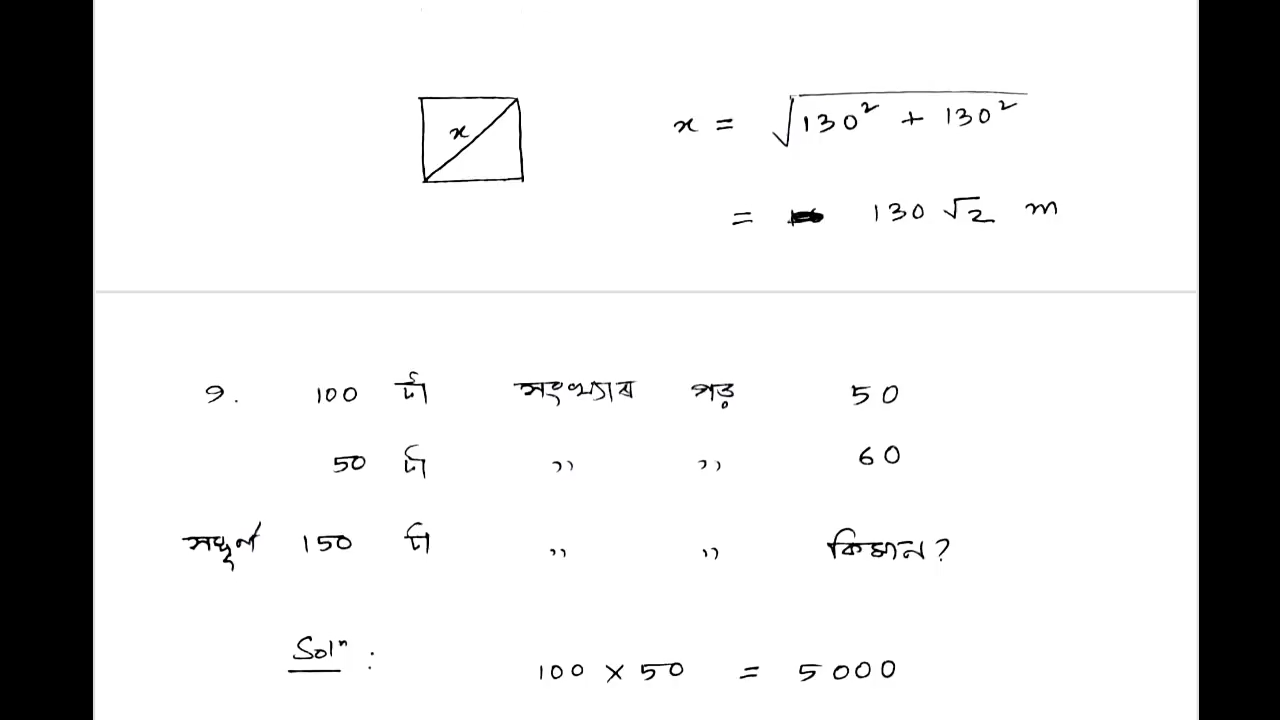 x
x = √130² + 130²
= 130 √2 m
9. 100 টা সংখ্যাৰ গড় 50
50 টা ,, ,, 60
সম্পূৰ্ণ 150 টা ,, ,, কিমান?
Solⁿ :
100 × 50 = 5000